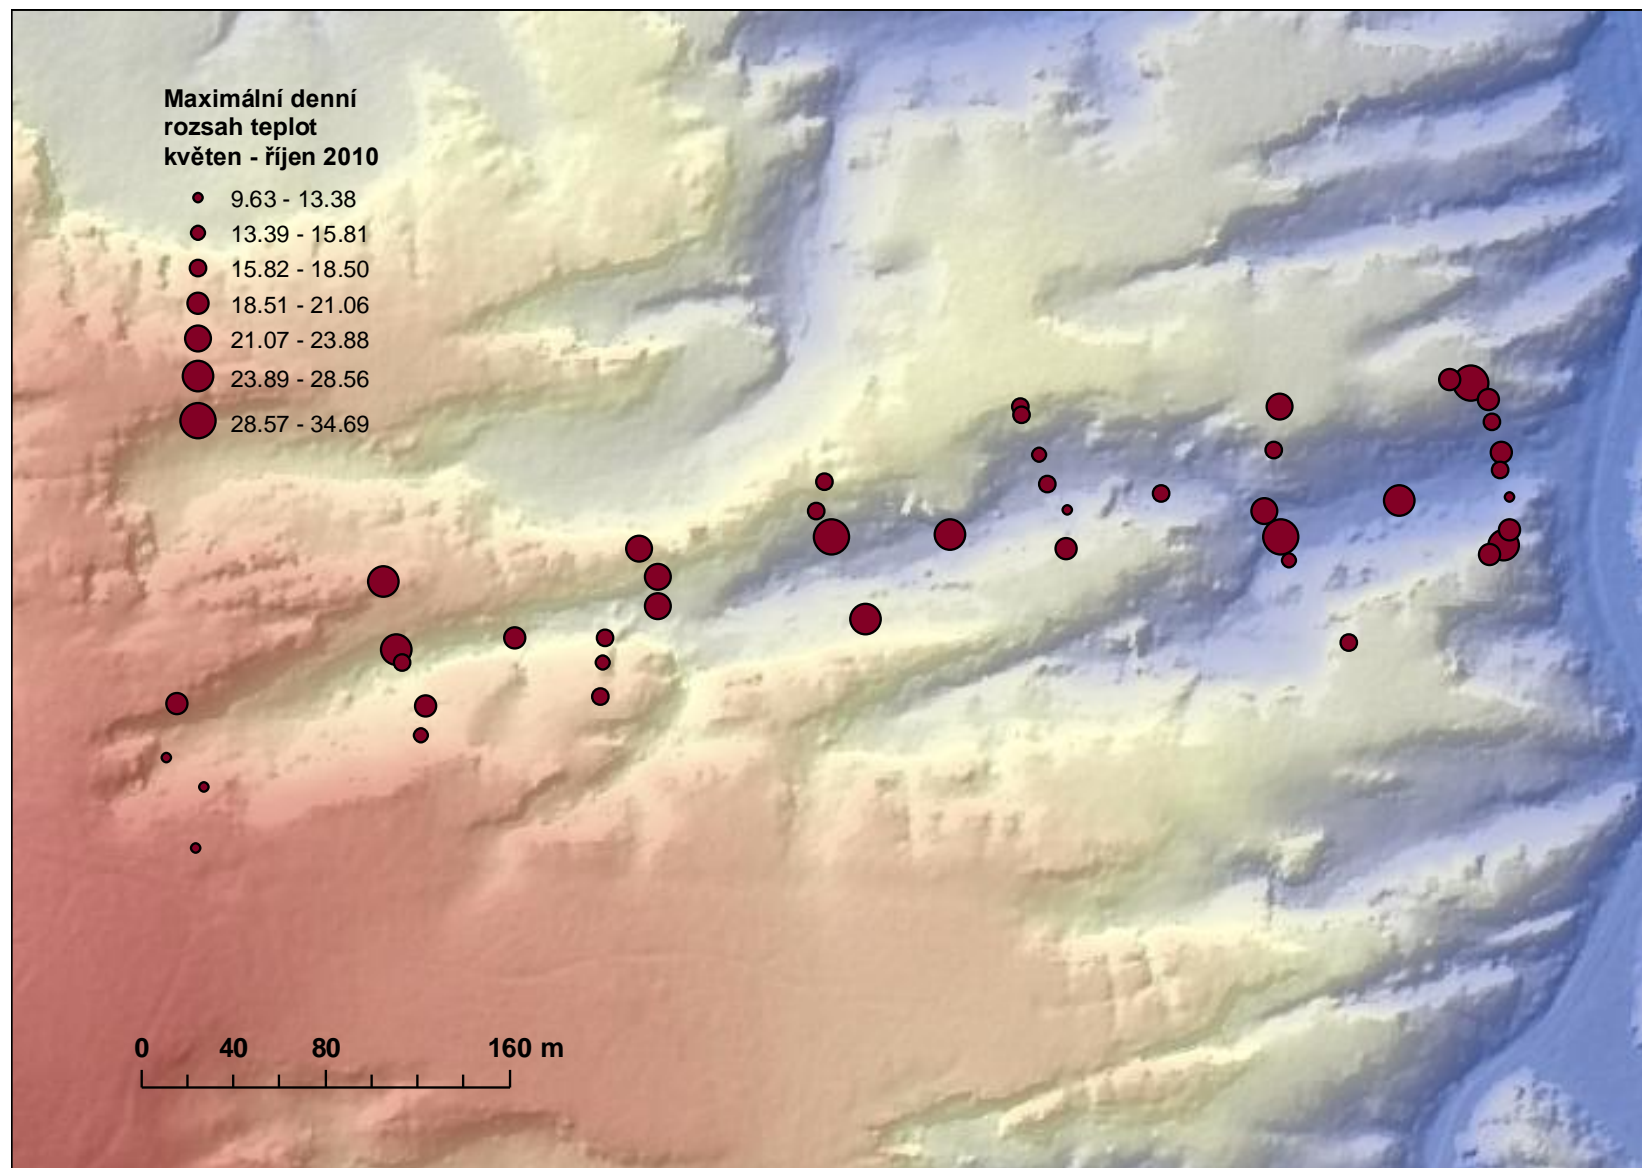 Maximální denní
rozsah teplot
květen - říjen 2010
9.63 - 13.38
13.39 - 15.81
15.82 - 18.50
18.51 - 21.06
21.07 - 23.88
23.89 - 28.56
28.57 - 34.69
0 40 80 160 m